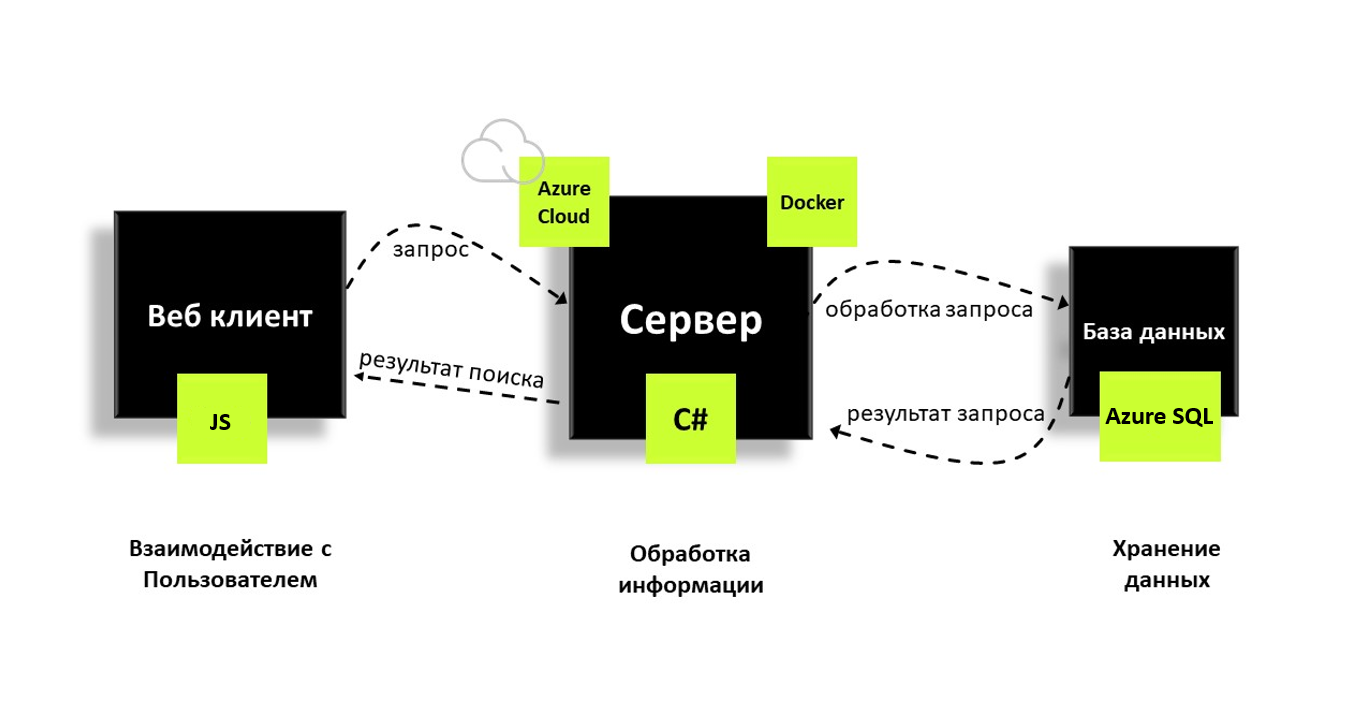 Azure
Cloud
Docker
запрос
обработка запроса
Веб клиент
Сервер
База данных
результат поиска
результат запроса
JS
C#
Azure SQL
Взаимодействие с
Пользователем
Обработка
информации
Хранение
данных